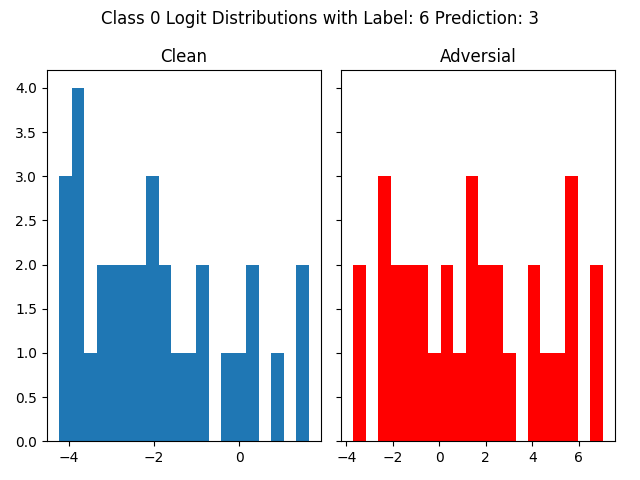 Class 0 Logit Distributions with Label: 6 Prediction: 3
Clean
Adversial
4.0
3.5
3.0
2.5
2.0
1.5
1.0
0.5
0.0
−4 −2 0
−4 −2 0 2 4 6